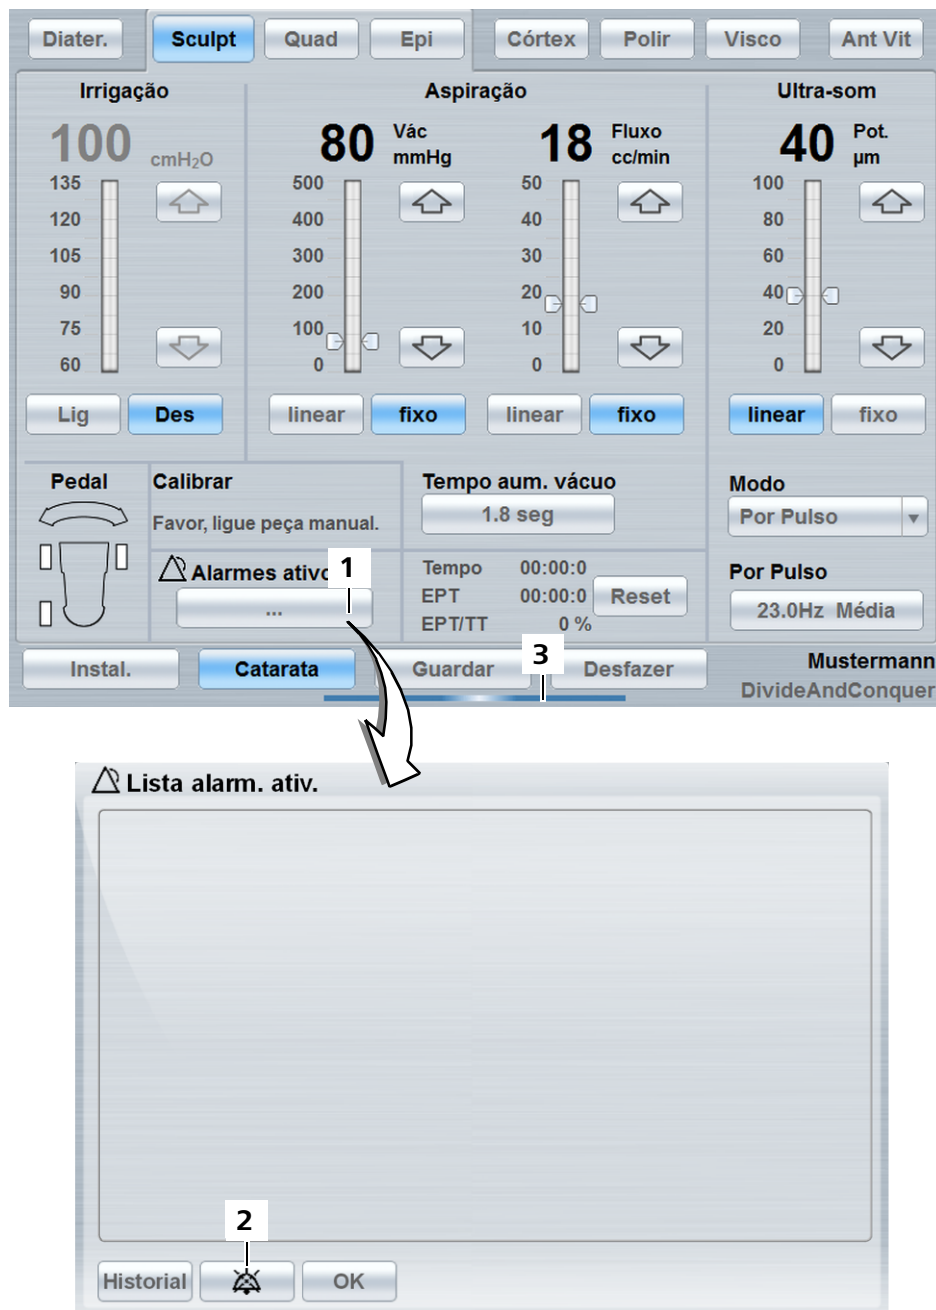 Diater. Sculpt Quad Epi Córtex Polir Visco Ant Vit
Irrigação Aspiração Ultra-som
100 cmH₂O 80 Vác mmHg 18 Fluxo cc/min 40 Pot. µm
135 500 50 100
120 400 40 80
105 300 30 60
90 200 20 40
75 100 10 20
60 0 0 0
Lig Des linear fixo linear fixo linear fixo
Pedal Calibrar Tempo aum. vácuo Modo
Favor, ligue peça manual. 1.8 seg Por Pulso
Alarmes ativo 1 Tempo 00:00:0 Por Pulso
... EPT 00:00:0 Reset 23.0Hz Média
EPT/TT 0 %
3
Instal. Catarata Guardar Desfazer Mustermann
DivideAndConquer
Lista alarm. ativ.
2
Historial OK